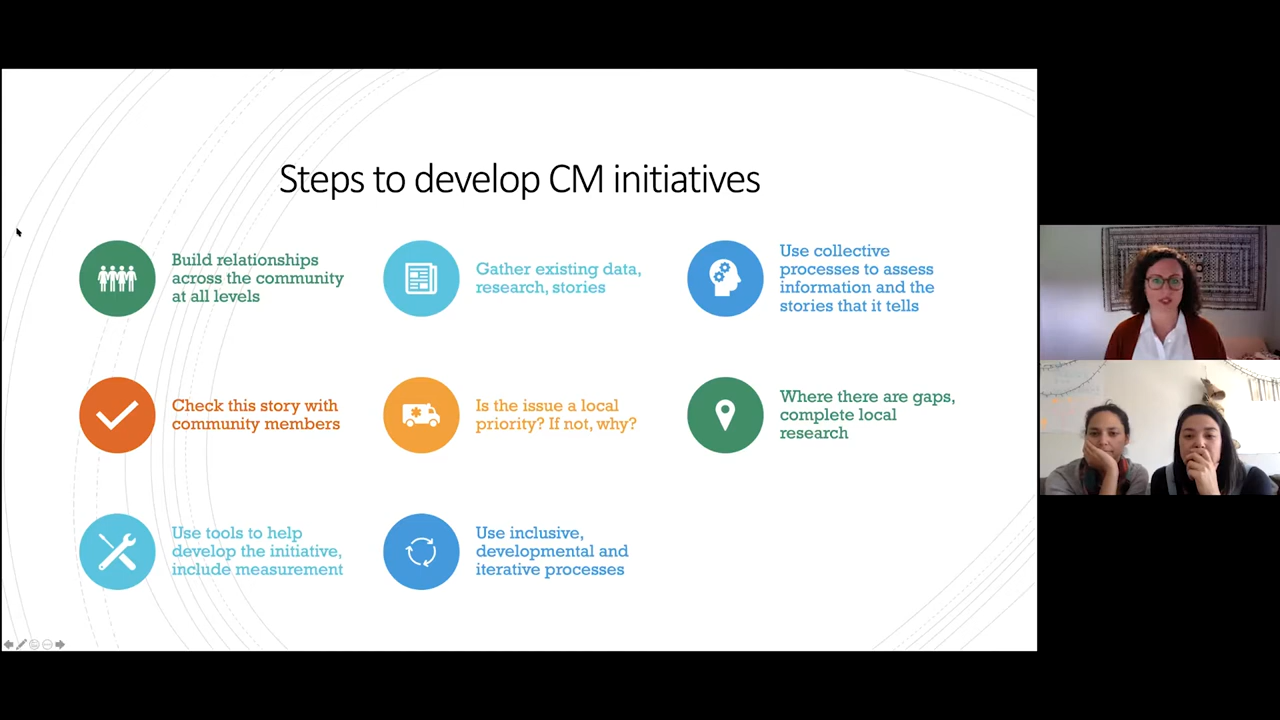 Steps to develop CM initiatives
Build relationships
across the community
at all levels
Gather existing data,
research, stories
Use collective
processes to assess
information and the
stories that it tells
Check this story with
community members
Is the issue a local
priority? If not, why?
Where there are gaps,
complete local
research
Use tools to help
develop the initiative,
include measurement
Use inclusive,
developmental and
iterative processes